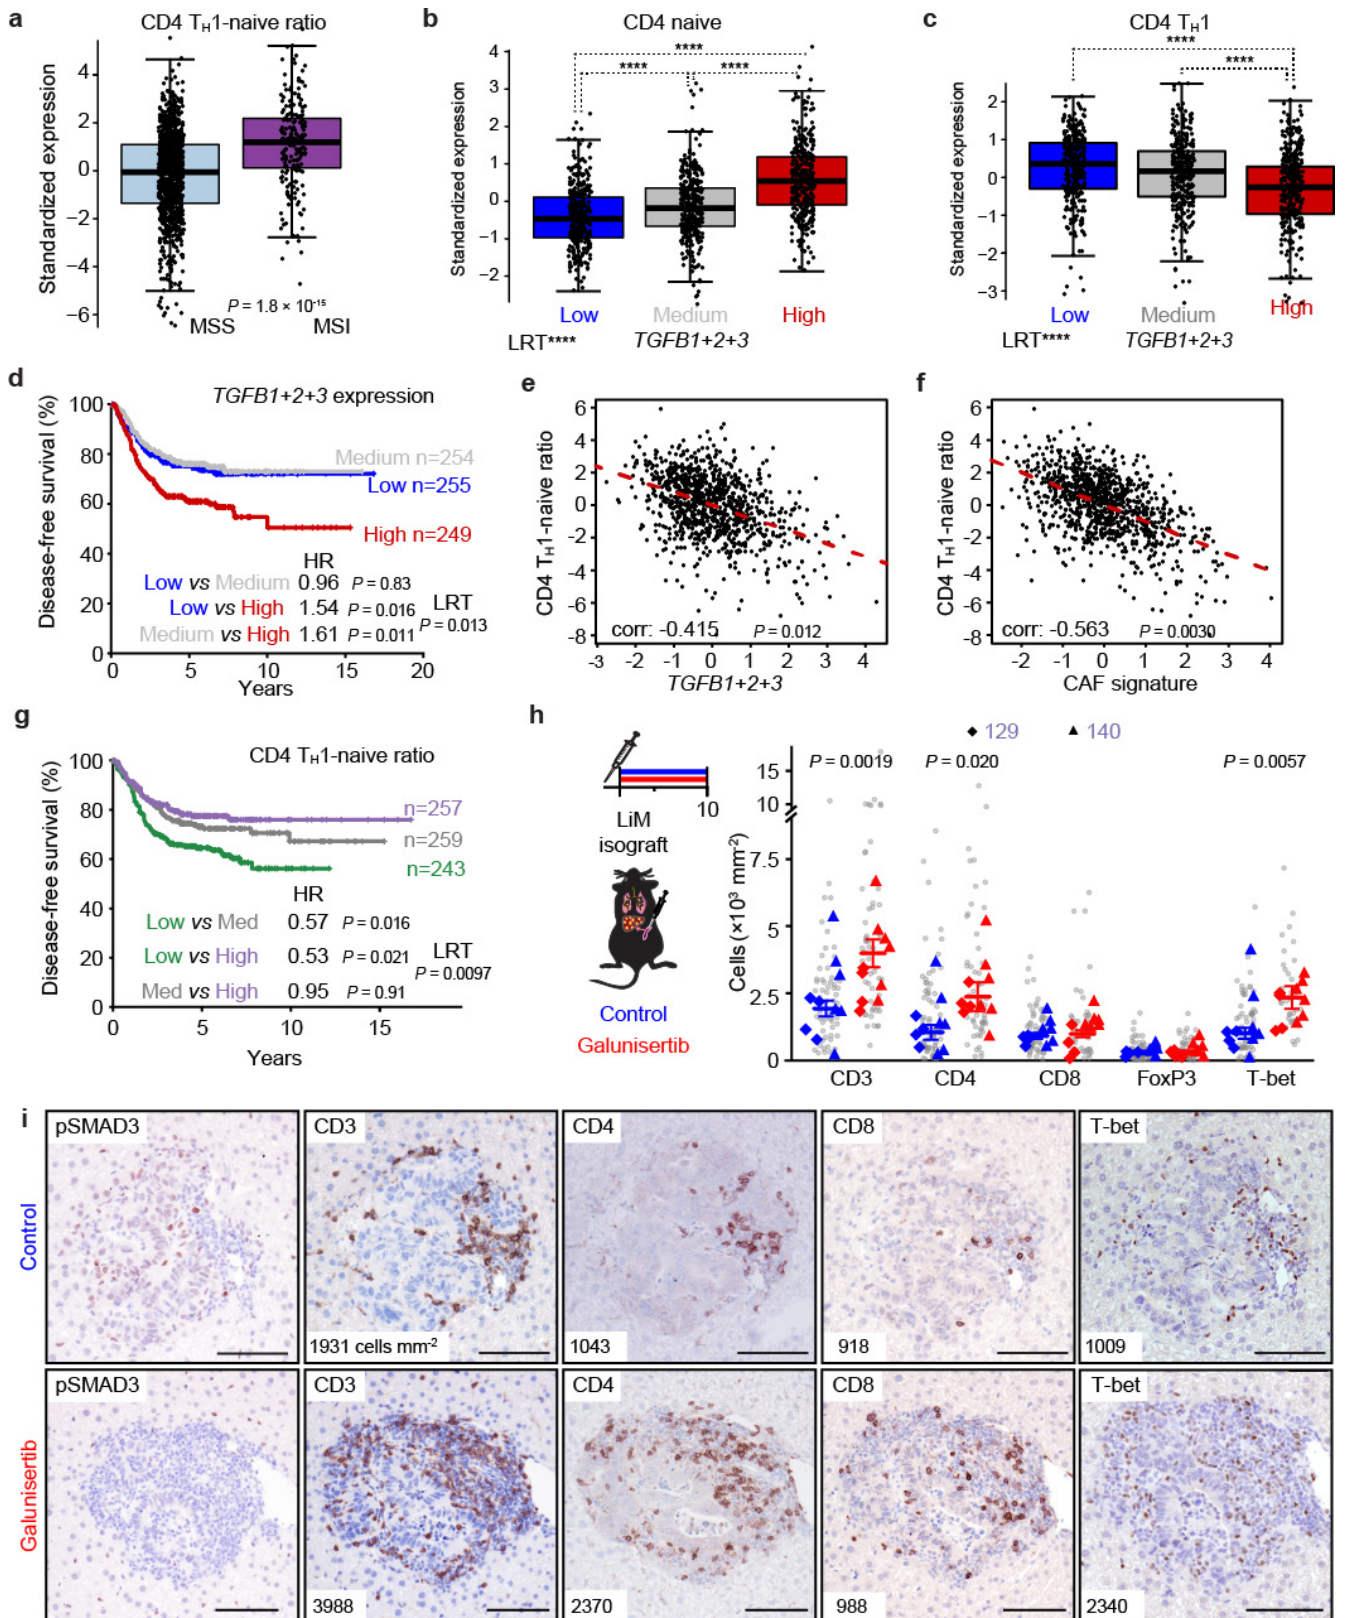 a
CD4 TH1-naive ratio
Standardized expression
4
2
0
−2
−4
−6
P = 1.8 × 10-15
MSS
MSI
b
CD4 naive
Standardized expression
4
3
2
1
0
−1
−2
****
**** ****
Low Medium High
LRT**** TGFB1+2+3
c
CD4 TH1
Standardized expression
2
1
0
−1
−2
−3
****
****
Low Medium High
LRT**** TGFB1+2+3
d
TGFB1+2+3 expression
Disease-free survival (%)
100
80
60
40
20
0
Medium n=254
Low n=255
High n=249
HR
Low vs Medium 0.96 P = 0.83
Low vs High 1.54 P = 0.016
Medium vs High 1.61 P = 0.011
LRT
P = 0.013
0 5 10 15 20
Years
e
CD4 TH1-naive ratio
6
4
2
0
-2
-4
-6
-8
corr: -0.415 P = 0.012
-3 -2 -1 0 1 2 3 4
TGFB1+2+3
f
CD4 TH1-naive ratio
6
4
2
0
-2
-4
-6
-8
corr: -0.563 P = 0.0030
-2 -1 0 1 2 3 4
CAF signature
g
CD4 TH1-naive ratio
Disease-free survival (%)
100
80
60
40
20
0
n=257
n=259
n=243
HR
Low vs Med 0.57 P = 0.016
Low vs High 0.53 P = 0.021
Med vs High 0.95 P = 0.91
LRT
P = 0.0097
0 5 10 15
Years
h
0 10
LiM
isograft
Control
Galunisertib
129 140
P = 0.0019 P = 0.020 P = 0.0057
Cells (×10³ mm-2)
15
10
7.5
5
2.5
0
CD3 CD4 CD8 FoxP3 T-bet
i
Control
pSMAD3
CD3
1931 cells mm-2
CD4
1043
CD8
918
T-bet
1009
Galunisertib
pSMAD3
CD3
3988
CD4
2370
CD8
988
T-bet
2340